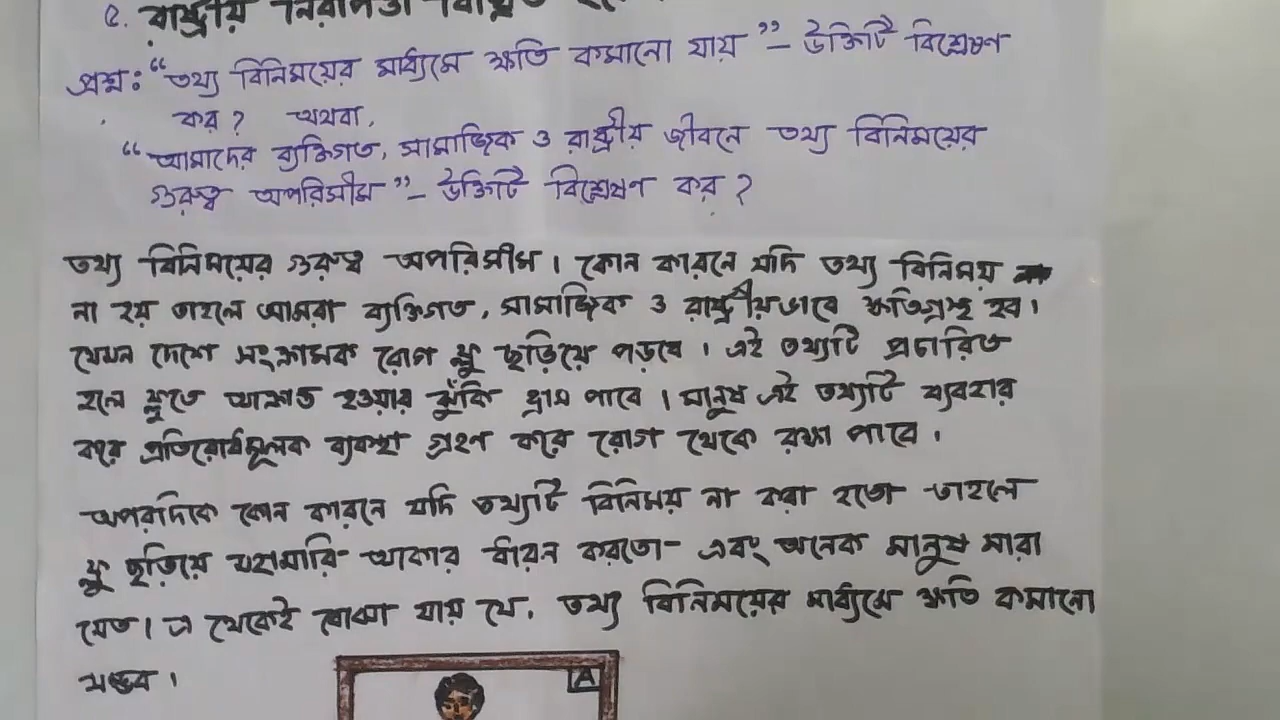 ৫. রাষ্ট্রীয় নিরাপত্তা বিঘ্নিত
প্রশ্ন: “তথ্য বিনিময়ের মাধ্যমে ক্ষতি কমানো যায়”– উক্তিটি বিশ্লেষণ
কর? অথবা,
“আমাদের ব্যক্তিগত, সামাজিক ও রাষ্ট্রীয় জীবনে তথ্য বিনিময়ের
গুরুত্ব অপরিসীম”– উক্তিটি বিশ্লেষণ কর?
তথ্য বিনিময়ের গুরুত্ব অপরিসীম। কোন কারনে যদি তথ্য বিনিময়
না হয় তাহলে আমরা ব্যক্তিগত, সামাজিক ও রাষ্ট্রীয়ভাবে ক্ষতিগ্রস্থ হব।
যেমন দেশে সংক্রামক রোগ ফ্লু ছড়িয়ে পড়বে। এই তথ্যটি প্রচারিত
হলে ফ্লুতে আক্রান্ত হওয়ার ঝুঁকি হ্রাস পাবে। মানুষ এই তথ্যটি ব্যবহার
করে প্রতিরোধমূলক ব্যবস্থা গ্রহণ করে রোগ থেকে রক্ষা পাবে।
অপরদিকে কোন কারনে যদি তথ্যটি বিনিময় না করা হতো তাহলে
ফ্লু ছড়িয়ে মহামারি আকার ধারন করতো এবং অনেক মানুষ মারা
যেত। এ থেকেই বোঝা যায় যে, তথ্য বিনিময়ের মাধ্যমে ক্ষতি কমানো
সম্ভব।
A